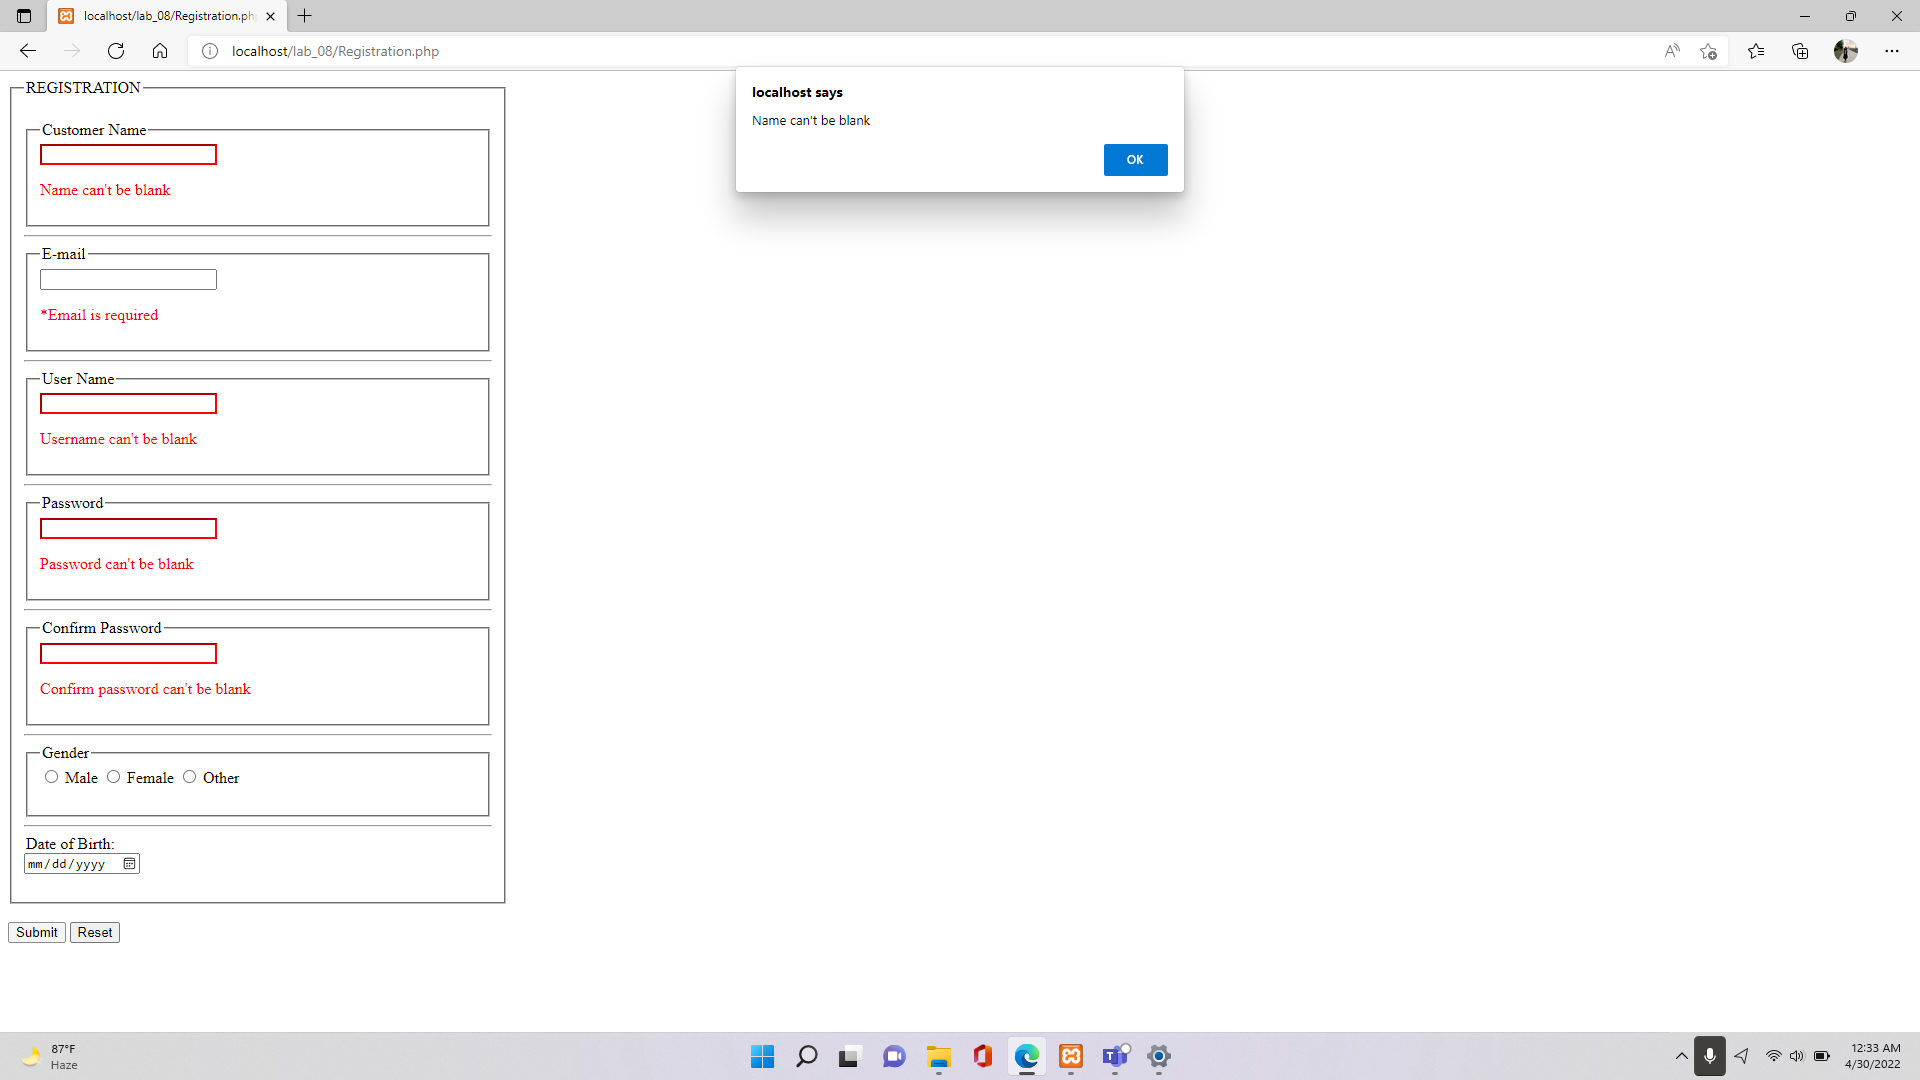 localhost/lab_08/Registration.ph
localhost/lab_08/Registration.php
localhost says
Name can't be blank
OK
REGISTRATION
Customer Name
Name can't be blank
E-mail
*Email is required
User Name
Username can't be blank
Password
Password can't be blank
Confirm Password
Confirm password can't be blank
Gender
Male Female Other
Date of Birth:
mm/dd/yyyy
Submit Reset
87°F
Haze
12:33 AM
4/30/2022